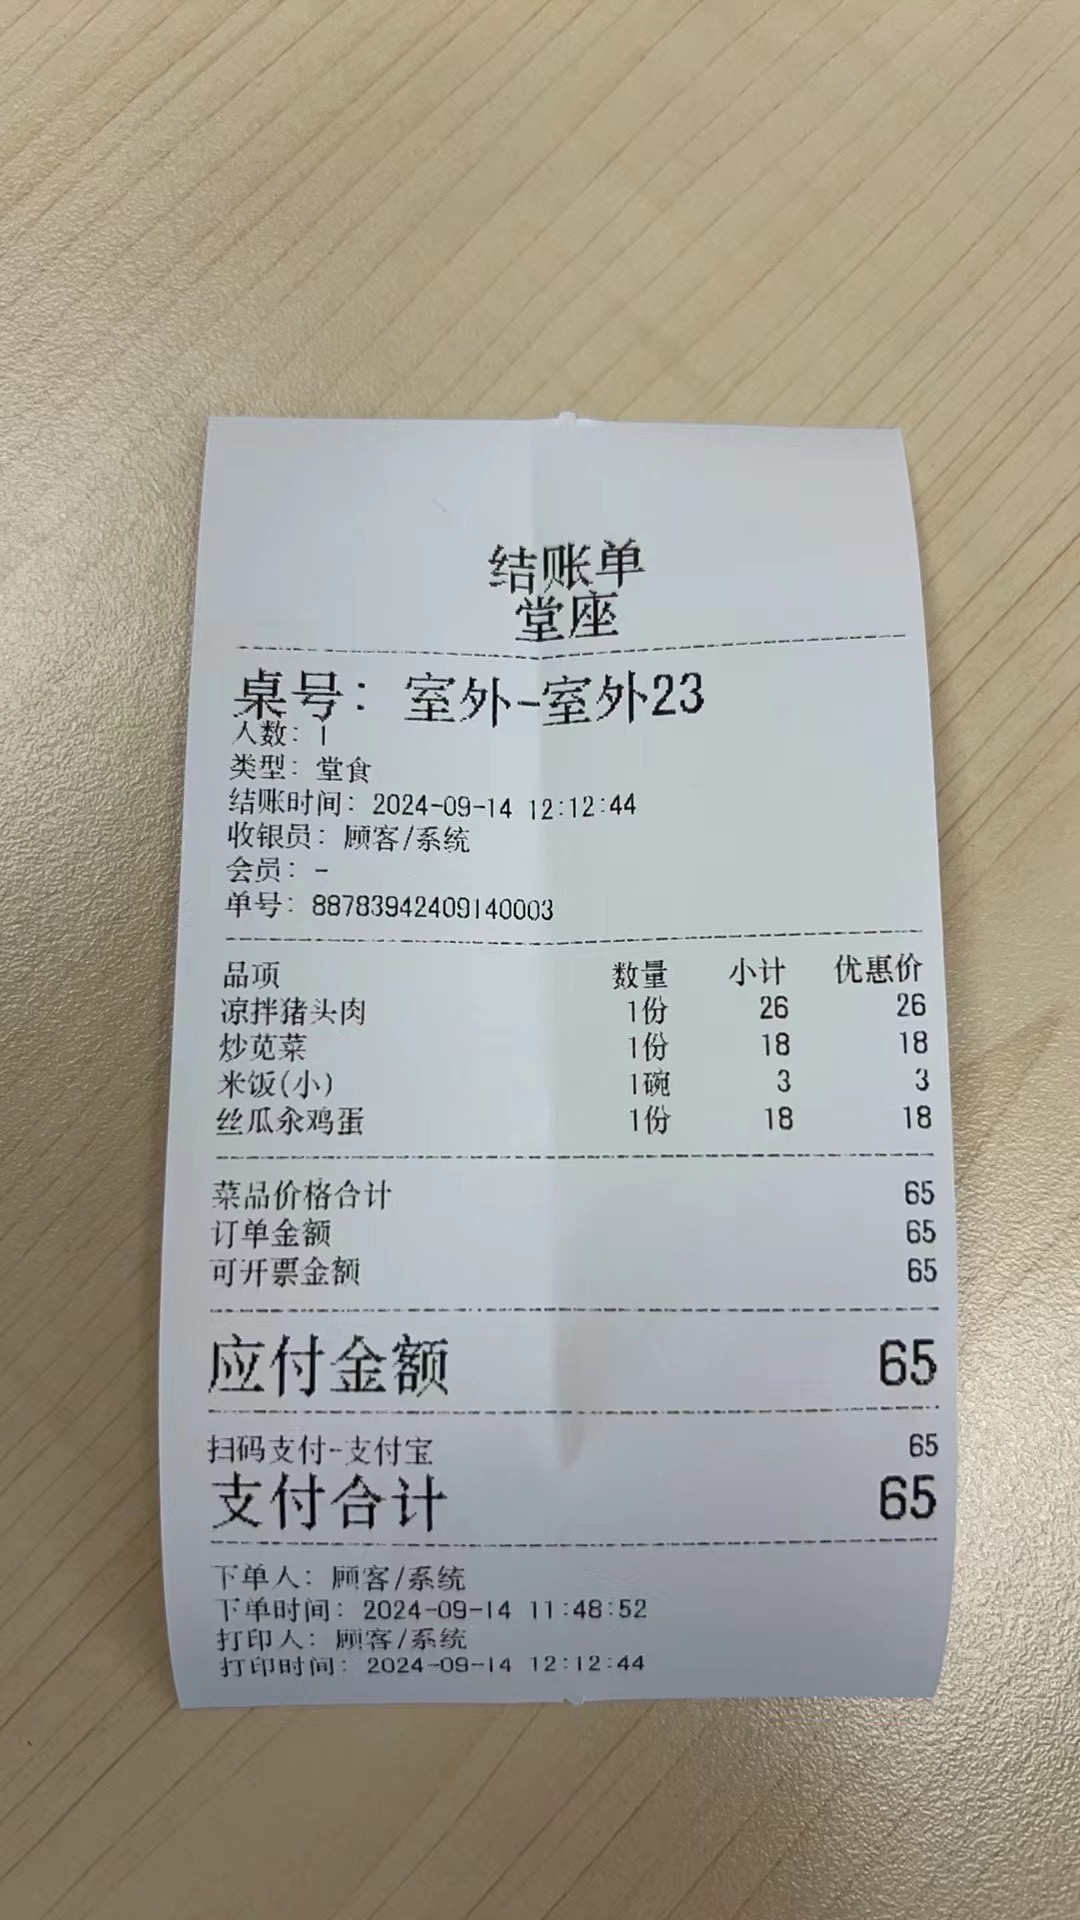 结账单
堂座
桌号: 室外-室外23
人数: 1
类型: 堂食
结账时间: 2024-09-14 12:12:44
收银员: 顾客/系统
会员: -
单号: 88783942409140003
品项 数量 小计 优惠价
凉拌猪头肉 1份 26 26
炒苋菜 1份 18 18
米饭(小) 1碗 3 3
丝瓜氽鸡蛋 1份 18 18
菜品价格合计 65
订单金额 65
可开票金额 65
应付金额 65
扫码支付-支付宝 65
支付合计 65
下单人: 顾客/系统
下单时间: 2024-09-14 11:48:52
打印人: 顾客/系统
打印时间: 2024-09-14 12:12:44